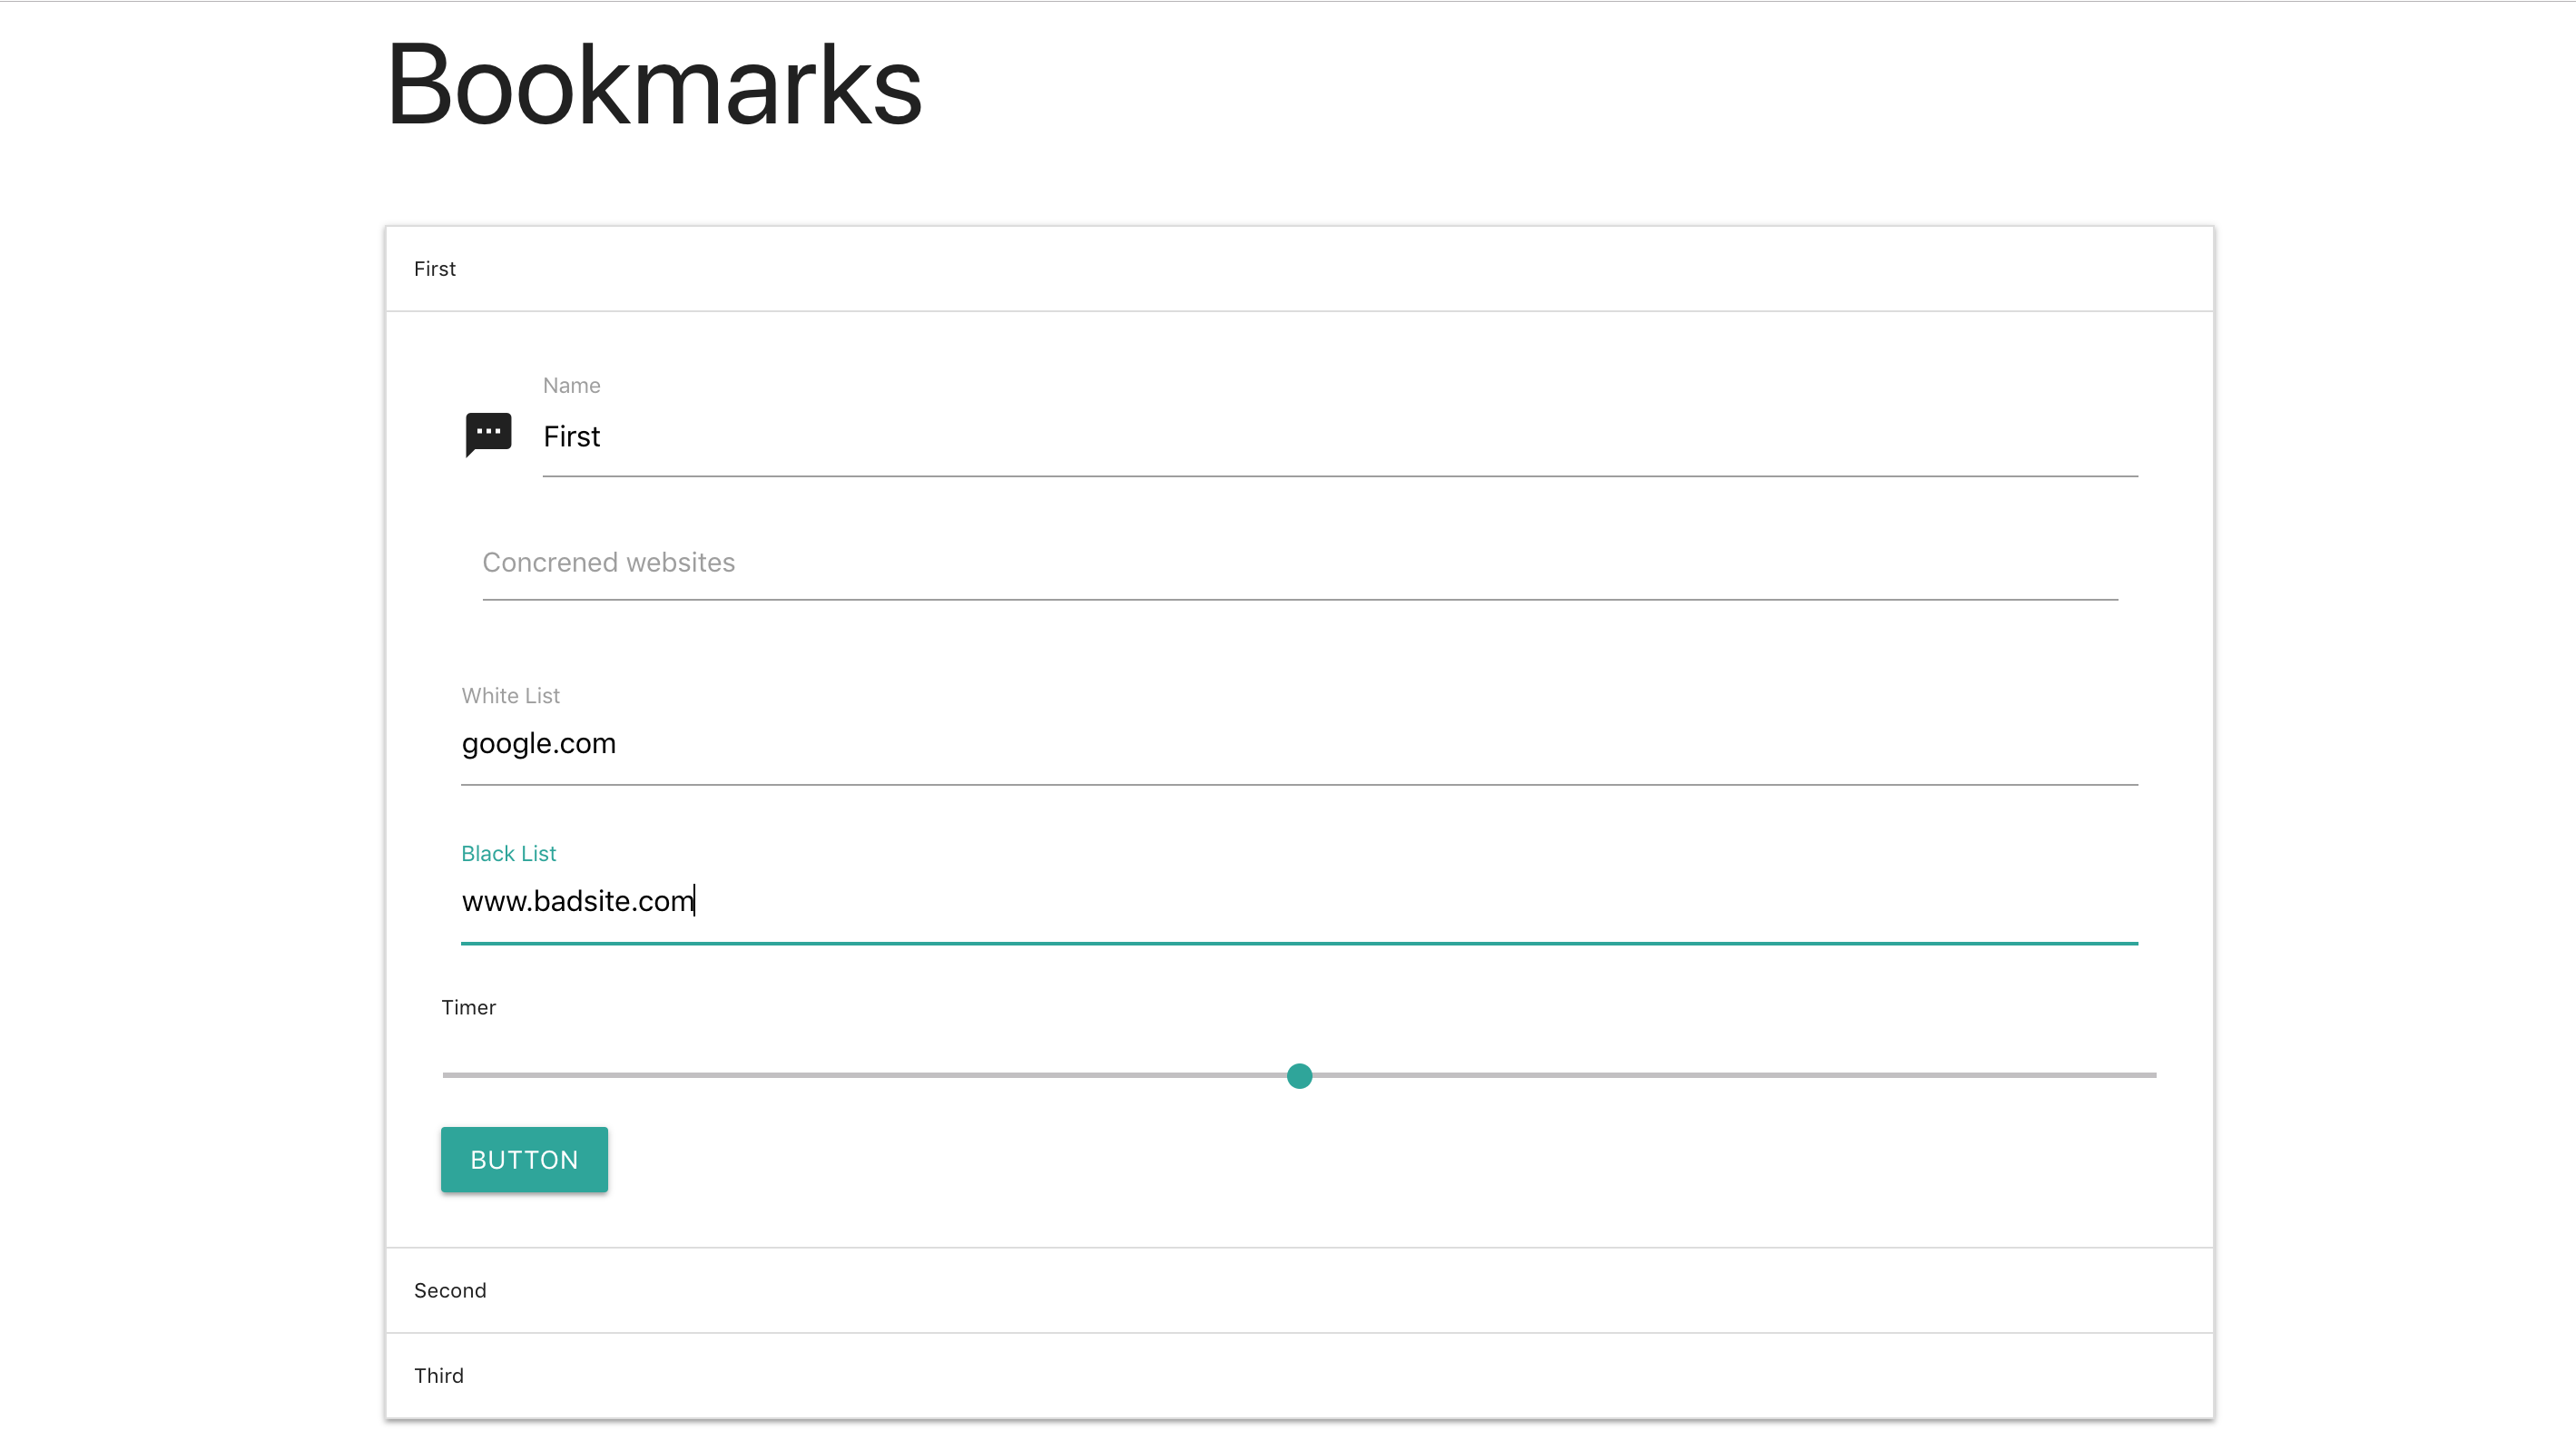 Bookmarks
First
Name
First
Concrened websites
White List
google.com
Black List
www.badsite.com
Timer
BUTTON
Second
Third